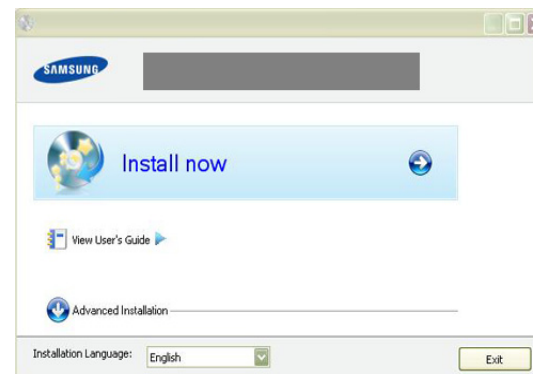 SAMSUNG
Install now
View User's Guide
Advanced Installation
Installation Language: English
Exit